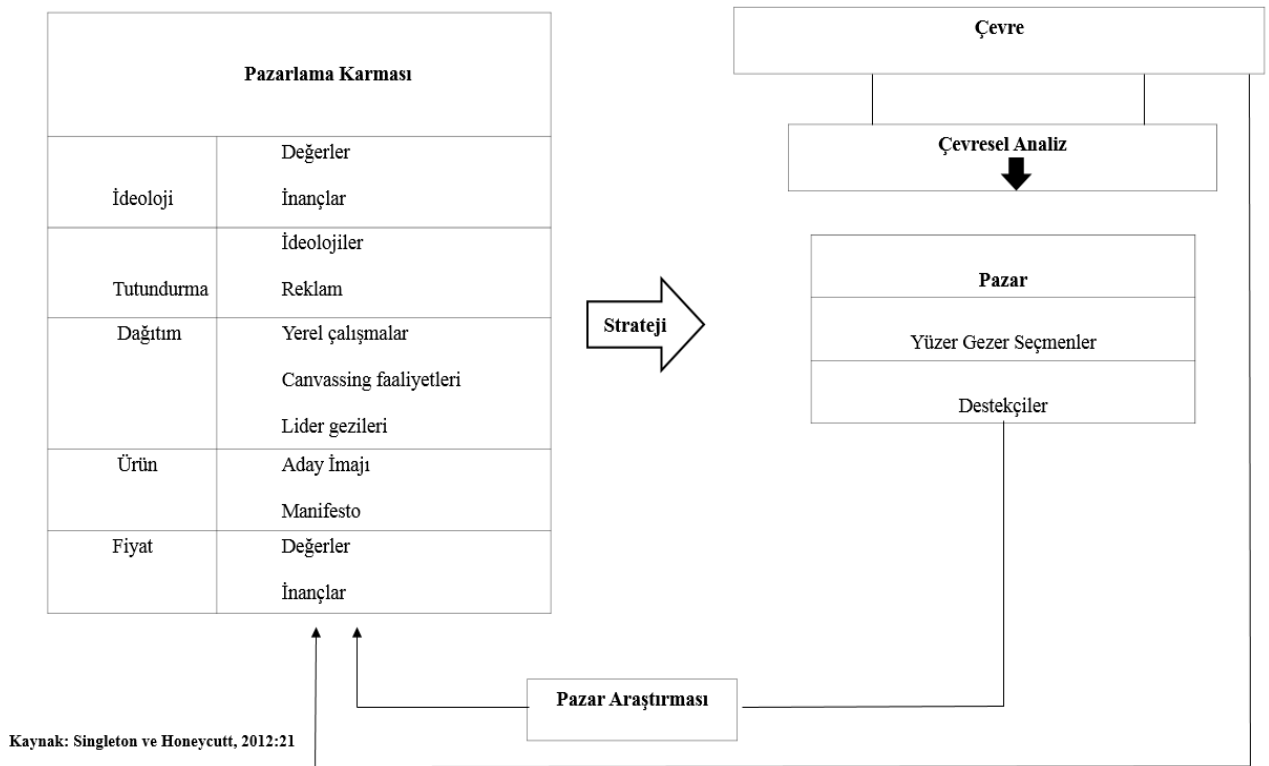 Pazarlama Karması
Değerler
İdeoloji İnançlar
İdeolojiler
Tutundurma Reklam
Dağıtım Yerel çalışmalar
Canvassing faaliyetleri
Lider gezileri
Ürün Aday İmajı
Manifesto
Fiyat Değerler
İnançlar
Strateji
Çevre
Çevresel Analiz
Pazar
Yüzer Gezer Seçmenler
Destekçiler
Pazar Araştırması
Kaynak: Singleton ve Honeycutt, 2012:21